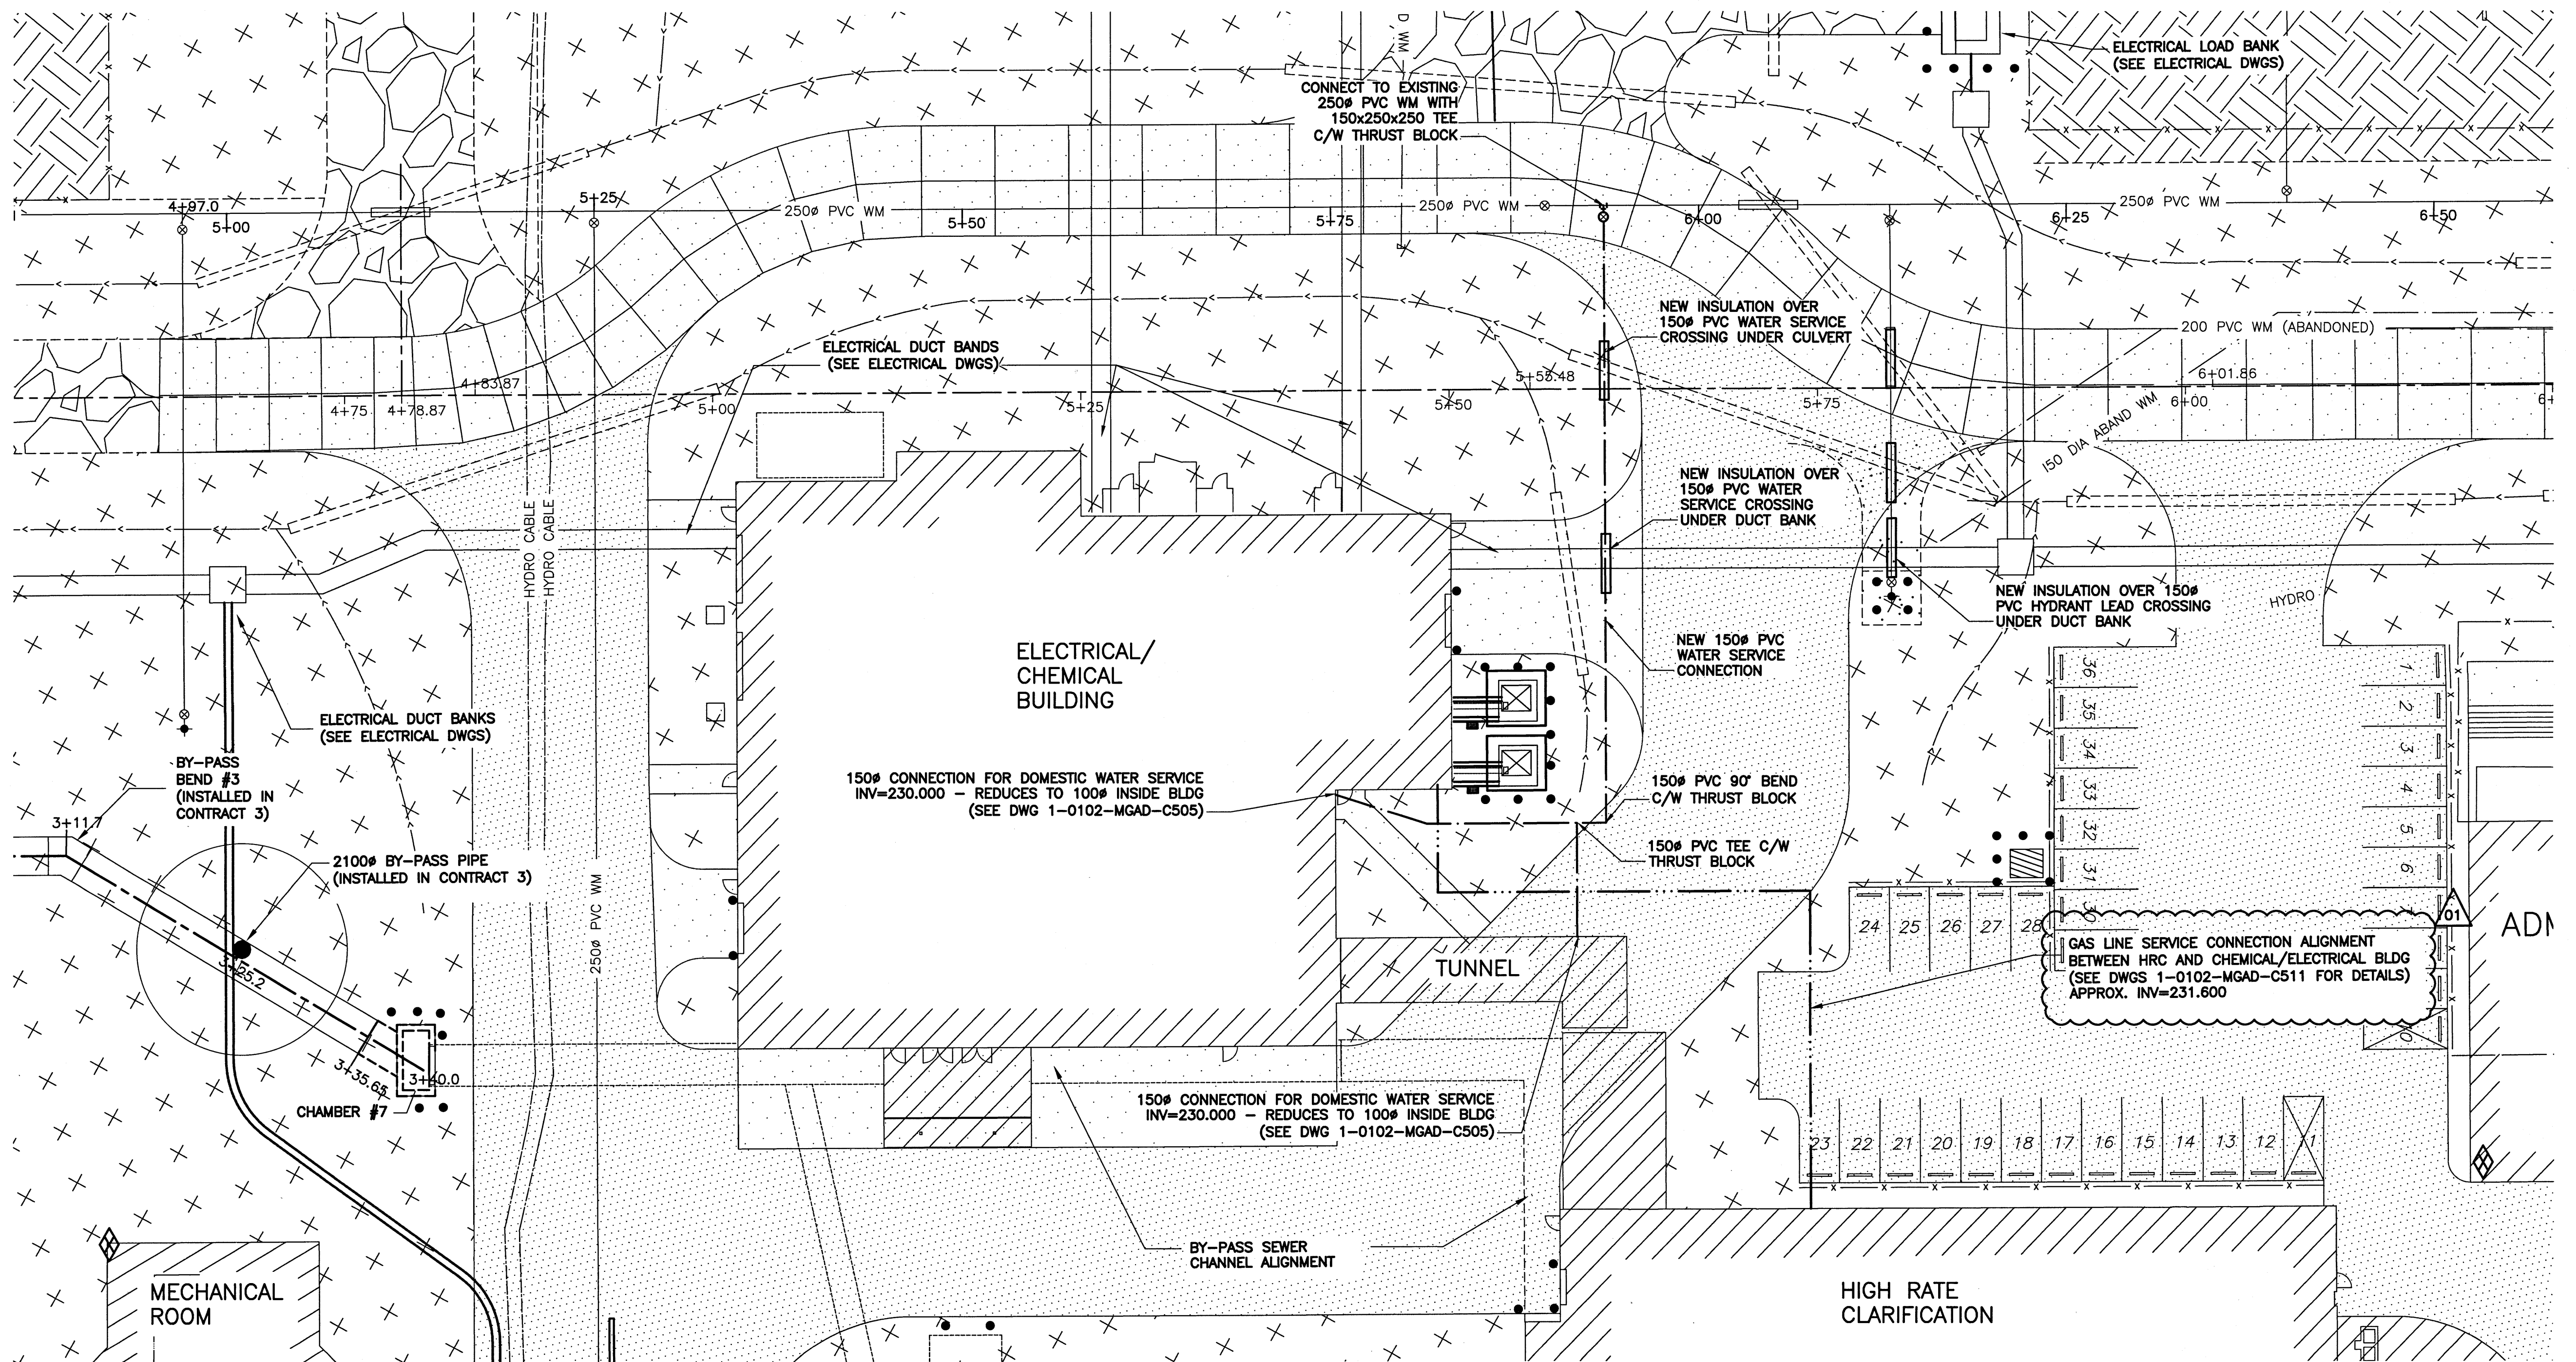 D WM
ELECTRICAL LOAD BANK
(SEE ELECTRICAL DWGS)
CONNECT TO EXISTING
250ø PVC WM WITH
150x250x250 TEE
C/W THRUST BLOCK
4+97.0
5+00
5+25
250ø PVC WM
5+50
5+75
250ø PVC WM
6+00
6+25
250ø PVC WM
6+50
NEW INSULATION OVER
150ø PVC WATER SERVICE
CROSSING UNDER CULVERT
200 PVC WM (ABANDONED)
ELECTRICAL DUCT BANDS
(SEE ELECTRICAL DWGS)
4+75
4+78.87
4+83.87
5+00
5+25
5+50
5+55.48
5+75
6+00
6+01.86
6+
150 DIA ABAND WM
HYDRO CABLE
HYDRO CABLE
NEW INSULATION OVER
150ø PVC WATER
SERVICE CROSSING
UNDER DUCT BANK
NEW INSULATION OVER 150ø
PVC HYDRANT LEAD CROSSING
UNDER DUCT BANK
HYDRO
ELECTRICAL/
CHEMICAL
BUILDING
NEW 150ø PVC
WATER SERVICE
CONNECTION
ELECTRICAL DUCT BANKS
(SEE ELECTRICAL DWGS)
BY-PASS
BEND #3
(INSTALLED IN
CONTRACT 3)
3+11.7
150ø CONNECTION FOR DOMESTIC WATER SERVICE
INV=230.000 – REDUCES TO 100ø INSIDE BLDG
(SEE DWG 1-0102-MGAD-C505)
150ø PVC 90° BEND
C/W THRUST BLOCK
150ø PVC TEE C/W
THRUST BLOCK
2100ø BY-PASS PIPE
(INSTALLED IN CONTRACT 3)
250ø PVC WM
3+25.2
3+35.65
3+40.0
CHAMBER #7
TUNNEL
36
35
34
33
32
31
30
1
2
3
4
5
6
24
25
26
27
28
01
ADM
GAS LINE SERVICE CONNECTION ALIGNMENT
BETWEEN HRC AND CHEMICAL/ELECTRICAL BLDG
(SEE DWGS 1-0102-MGAD-C511 FOR DETAILS)
APPROX. INV=231.600
150ø CONNECTION FOR DOMESTIC WATER SERVICE
INV=230.000 – REDUCES TO 100ø INSIDE BLDG
(SEE DWG 1-0102-MGAD-C505)
23
22
21
20
19
18
17
16
15
14
13
12
BY-PASS SEWER
CHANNEL ALIGNMENT
MECHANICAL
ROOM
HIGH RATE
CLARIFICATION